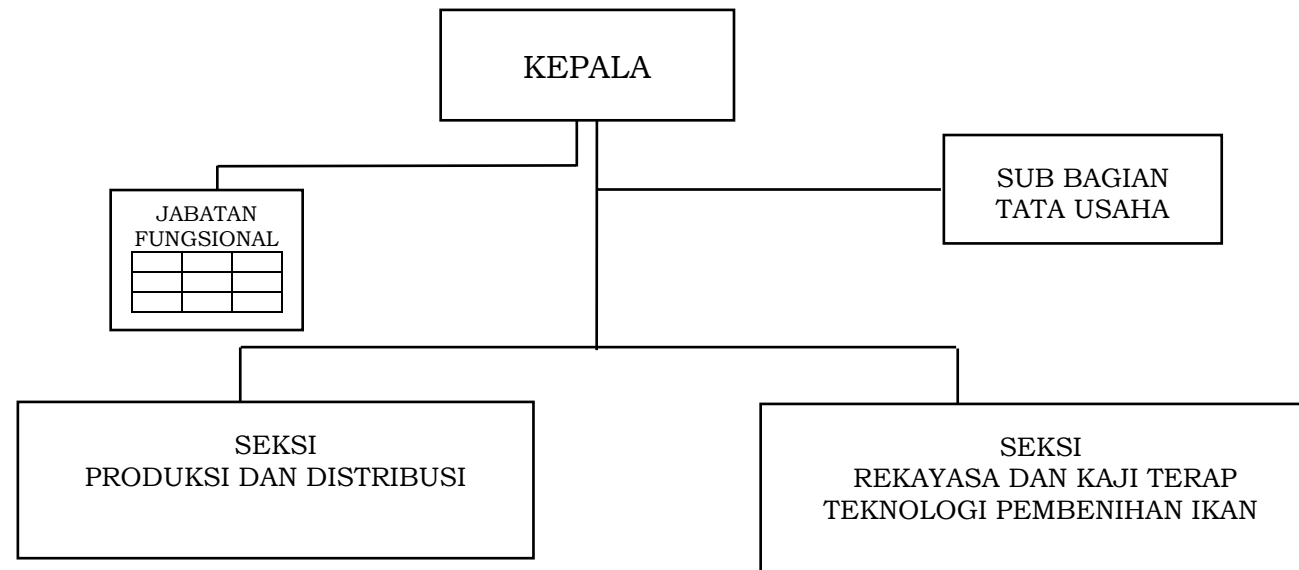 KEPALA
SUB BAGIAN
TATA USAHA
JABATAN
FUNGSIONAL
SEKSI
PRODUKSI DAN DISTRIBUSI
SEKSI
REKAYASA DAN KAJI TERAP
TEKNOLOGI PEMBENIHAN IKAN